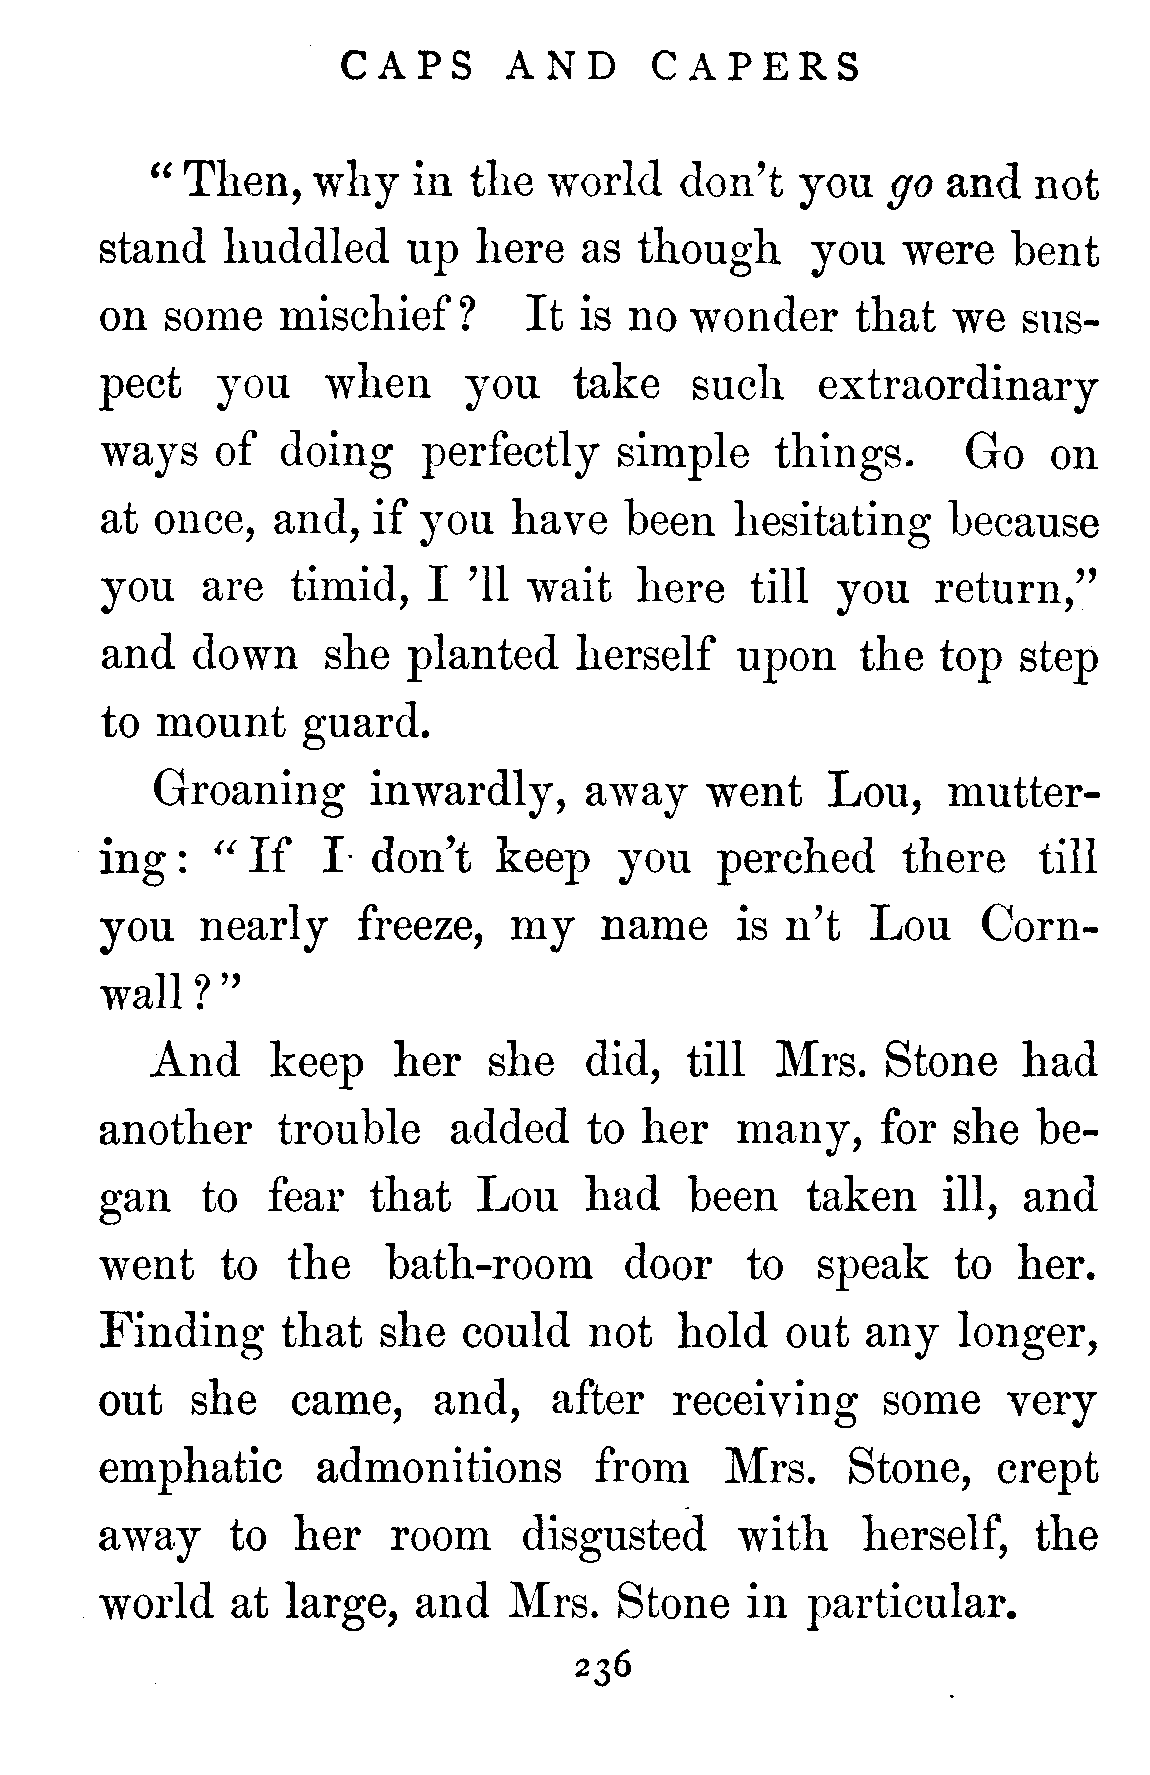 CAPS AND CAPERS
“Then, why in the world don’t you go and not
stand huddled up here as though you were bent
on some mischief? It is no wonder that we sus-
pect you when you take such extraordinary
ways of doing perfectly simple things. Go on
at once, and, if you have been hesitating because
you are timid, I ’ll wait here till you return,”
and down she planted herself upon the top step
to mount guard.
Groaning inwardly, away went Lou, mutter-
ing: “If I don’t keep you perched there till
you nearly freeze, my name is n’t Lou Corn-
wall?”
And keep her she did, till Mrs. Stone had
another trouble added to her many, for she be-
gan to fear that Lou had been taken ill, and
went to the bath-room door to speak to her.
Finding that she could not hold out any longer,
out she came, and, after receiving some very
emphatic admonitions from Mrs. Stone, crept
away to her room disgusted with herself, the
world at large, and Mrs. Stone in particular.
236